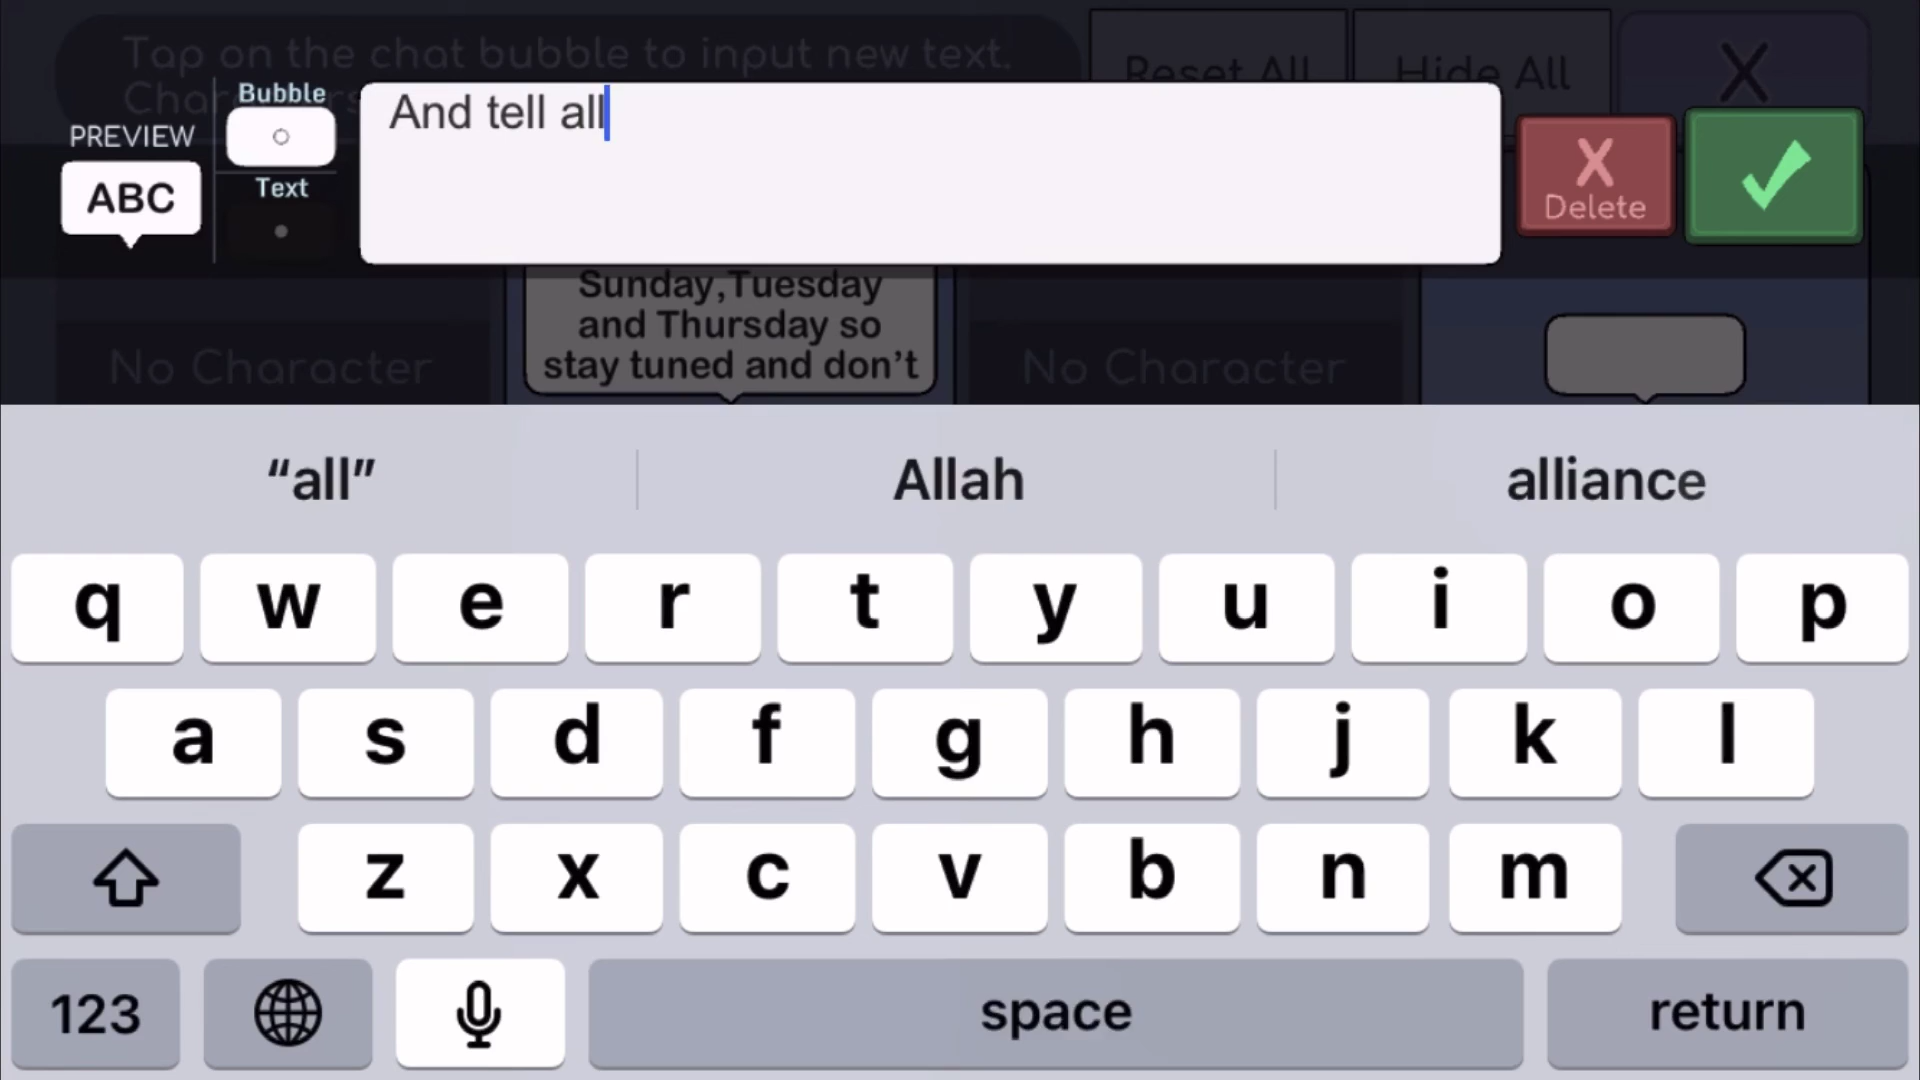 Tap on the chat bubble to input new text.
Char
Reset All
Hide All
X
Bubble
And tell all
PREVIEW
ABC
Text
X
Delete
Sunday,Tuesday
and Thursday so
stay tuned and don’t
No Character
No Character
“all”
Allah
alliance
q w e r t y u i o p
a s d f g h j k l
z x c v b n m
123
space
return